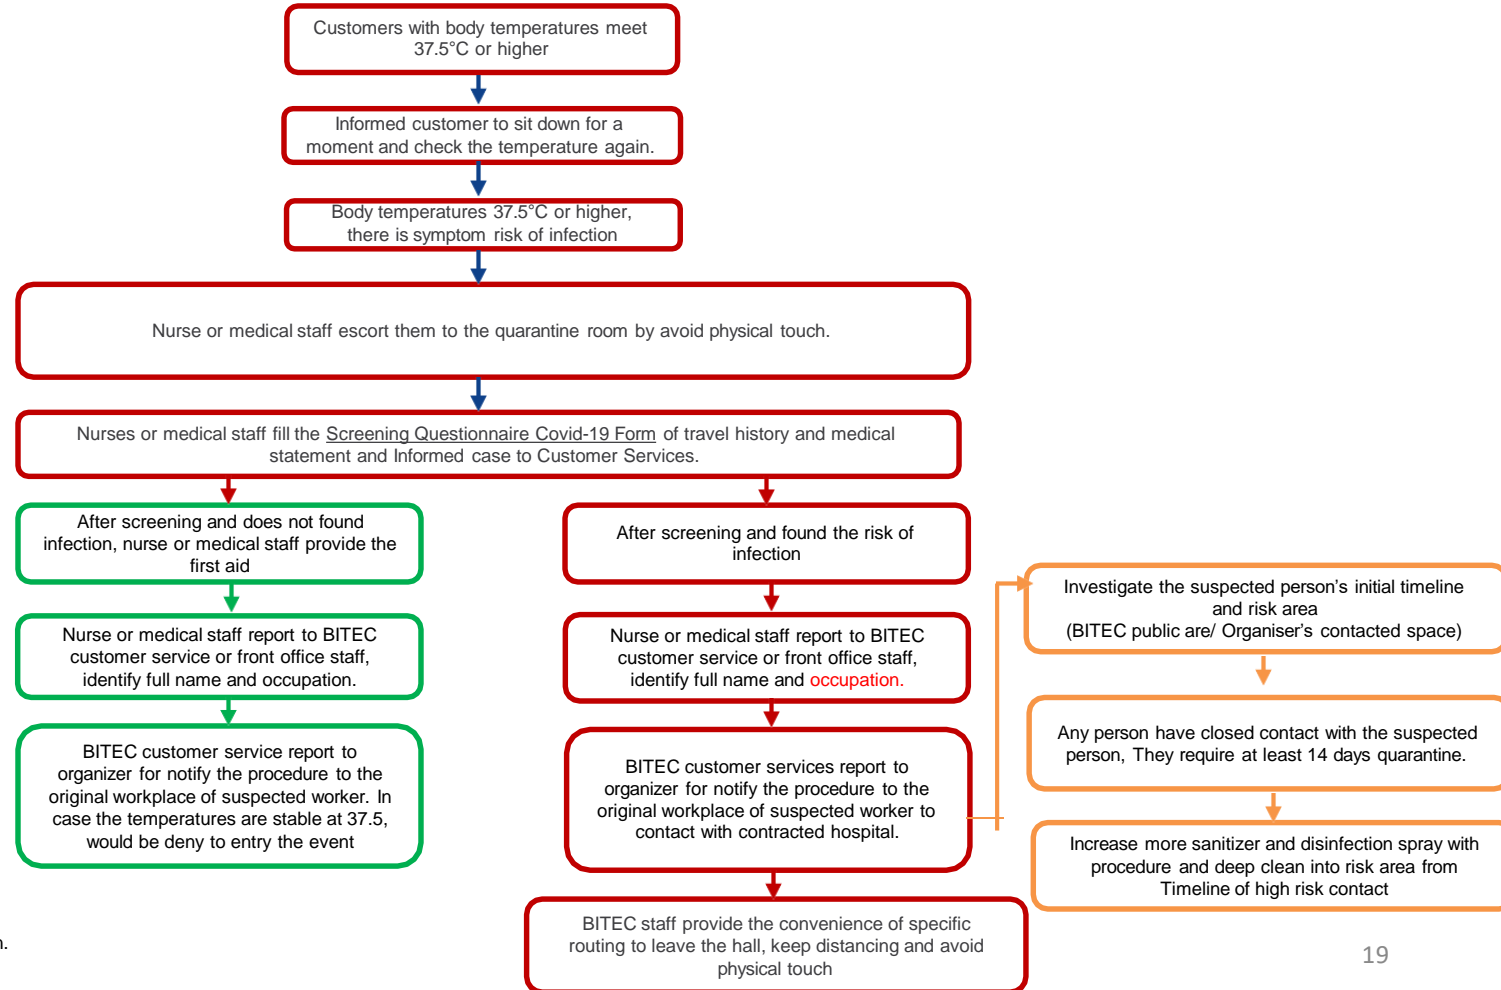 Customers with body temperatures meet
37.5°C or higher
Informed customer to sit down for a
moment and check the temperature again.
Body temperatures 37.5°C or higher,
there is symptom risk of infection
Nurse or medical staff escort them to the quarantine room by avoid physical touch.
Nurses or medical staff fill the Screening Questionnaire Covid-19 Form of travel history and medical
statement and Informed case to Customer Services.
After screening and does not found
infection, nurse or medical staff provide the
first aid
Nurse or medical staff report to BITEC
customer service or front office staff,
identify full name and occupation.
BITEC customer service report to
organizer for notify the procedure to the
original workplace of suspected worker. In
case the temperatures are stable at 37.5,
would be deny to entry the event
After screening and found the risk of
infection
Nurse or medical staff report to BITEC
customer service or front office staff,
identify full name and occupation.
BITEC customer services report to
organizer for notify the procedure to the
original workplace of suspected worker to
contact with contracted hospital.
BITEC staff provide the convenience of specific
routing to leave the hall, keep distancing and avoid
physical touch
Investigate the suspected person's initial timeline
and risk area
(BITEC public are/ Organiser's contacted space)
Any person have closed contact with the suspected
person, They require at least 14 days quarantine.
Increase more sanitizer and disinfection spray with
procedure and deep clean into risk area from
Timeline of high risk contact
19